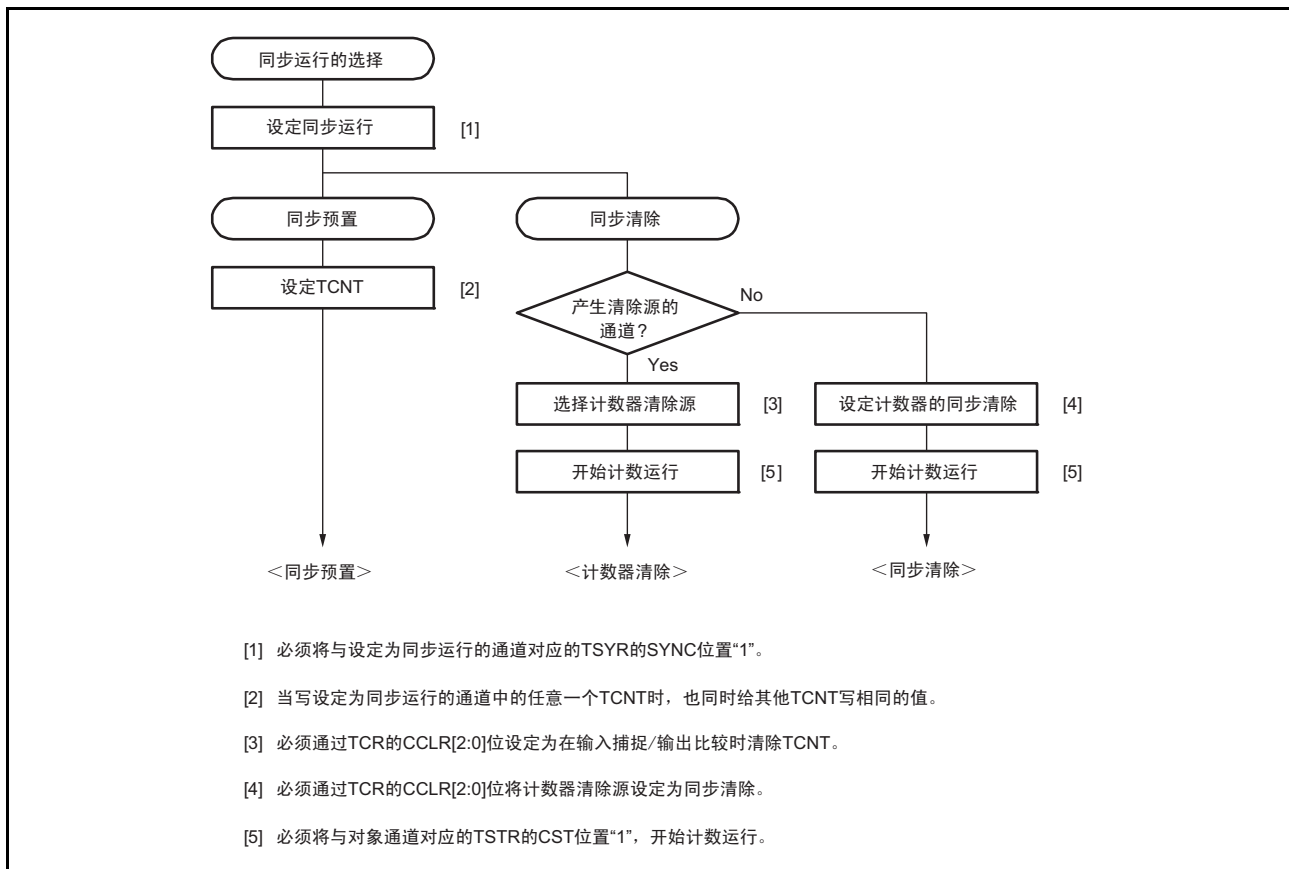 同步运行的选择
设定同步运行 [1]
同步预置 同步清除
设定TCNT [2]
产生清除源的
通道?
No
Yes
选择计数器清除源 [3] 设定计数器的同步清除 [4]
开始计数运行 [5] 开始计数运行 [5]
＜同步预置＞ ＜计数器清除＞ ＜同步清除＞
[1] 必须将与设定为同步运行的通道对应的TSYR的SYNC位置“1”。
[2] 当写设定为同步运行的通道中的任意一个TCNT时，也同时给其他TCNT写相同的值。
[3] 必须通过TCR的CCLR[2:0]位设定为在输入捕捉/输出比较时清除TCNT。
[4] 必须通过TCR的CCLR[2:0]位将计数器清除源设定为同步清除。
[5] 必须将与对象通道对应的TSTR的CST位置“1”，开始计数运行。